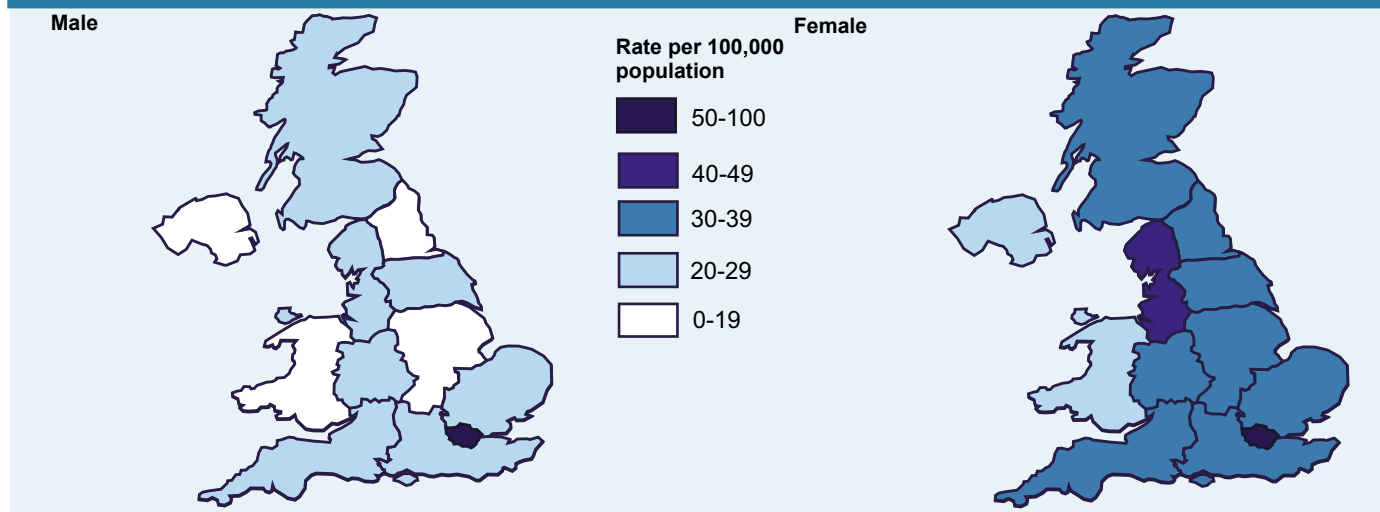 Male
Female
Rate per 100,000
population
50-100
40-49
30-39
20-29
0-19